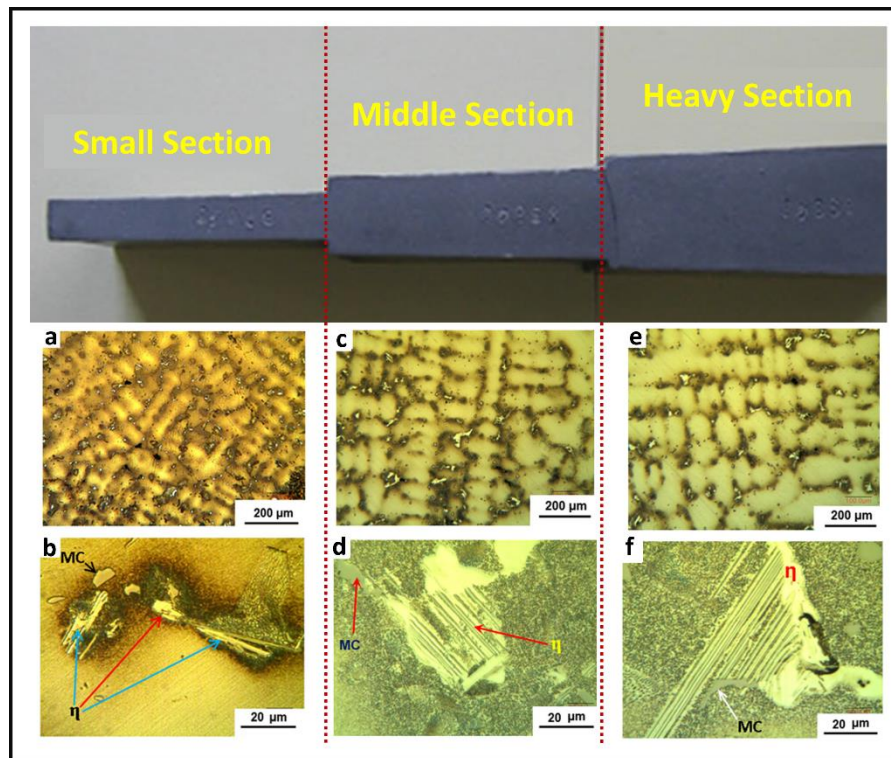 Small Section
Middle Section
Heavy Section
a
200 µm
c
200 µm
e
200 µm
b
MC
η
20 µm
d
MC
η
20 µm
f
η
MC
20 µm